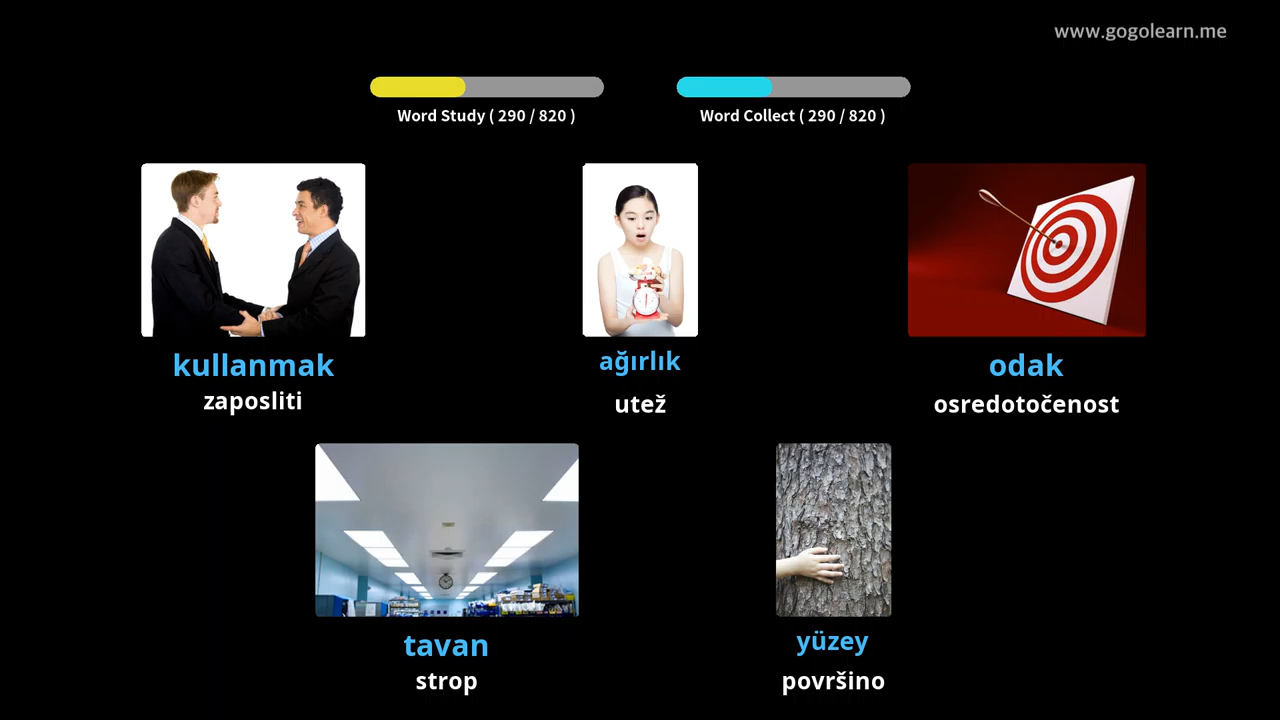 www.gogolearn.me
Word Study ( 290 / 820 )
Word Collect ( 290 / 820 )
kullanmak
zaposliti
ağırlık
utež
odak
osredotočenost
tavan
strop
yüzey
površino